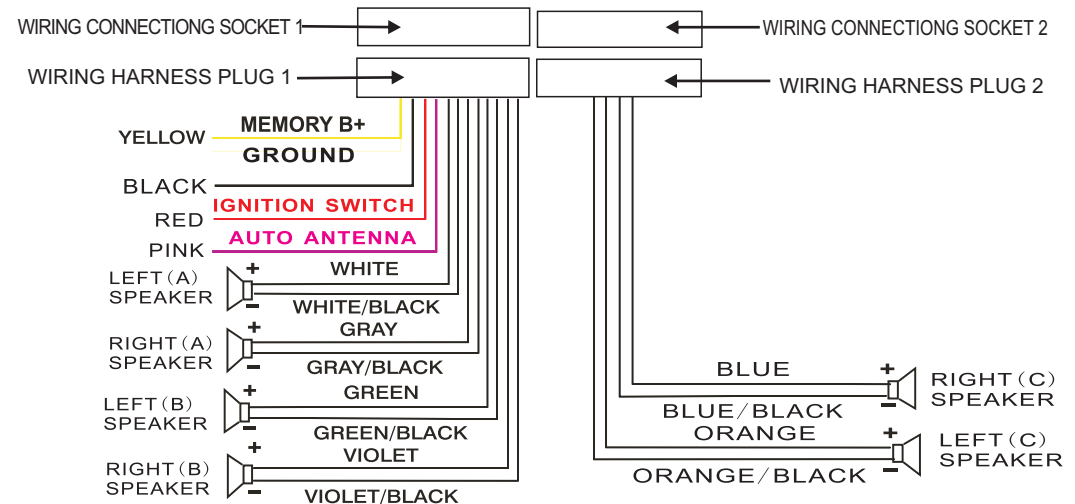 WIRING CONNECTIONG SOCKET 1
WIRING CONNECTIONG SOCKET 2
WIRING HARNESS PLUG 1
WIRING HARNESS PLUG 2
YELLOW
MEMORY B+
GROUND
BLACK
IGNITION SWITCH
RED
AUTO ANTENNA
PINK
LEFT(A)
SPEAKER
+
-
WHITE
WHITE/BLACK
RIGHT(A)
SPEAKER
+
-
GRAY
GRAY/BLACK
LEFT(B)
SPEAKER
+
-
GREEN
GREEN/BLACK
RIGHT(B)
SPEAKER
+
-
VIOLET
VIOLET/BLACK
BLUE
BLUE/BLACK
+
-
RIGHT(C)
SPEAKER
ORANGE
ORANGE/BLACK
+
-
LEFT(C)
SPEAKER